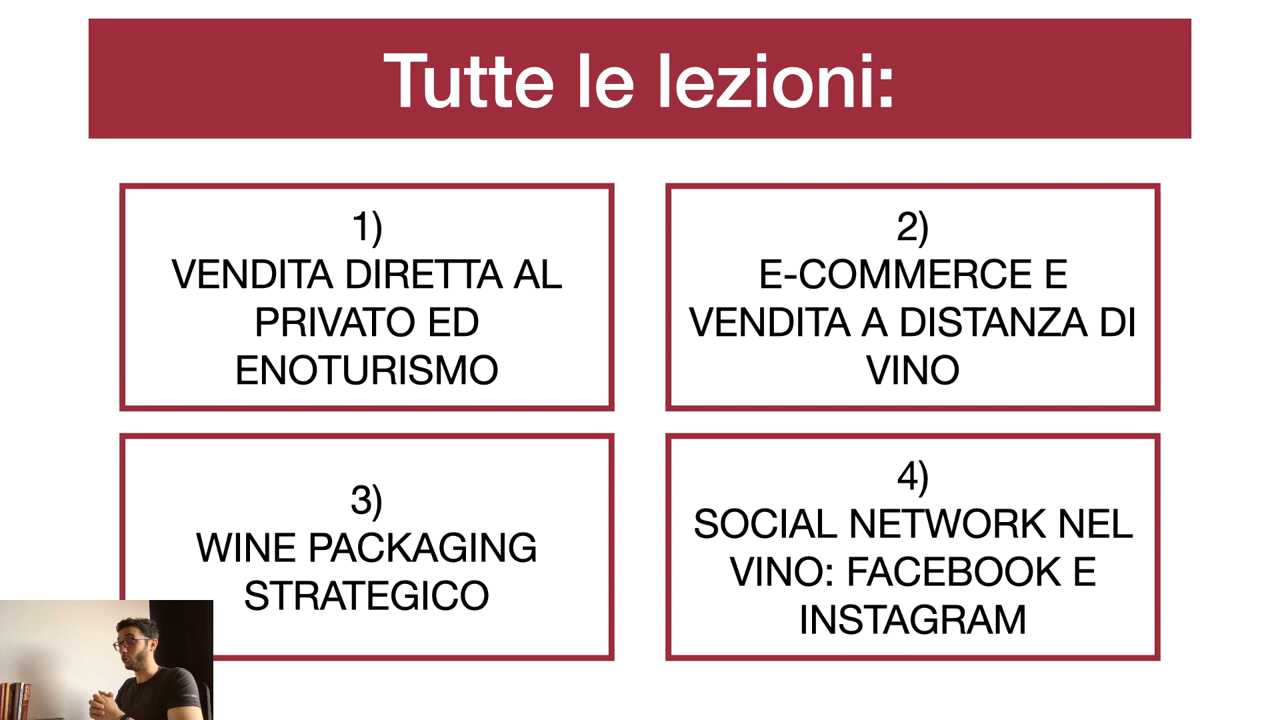 Tutte le lezioni:
1)
VENDITA DIRETTA AL
PRIVATO ED
ENOTURISMO
2)
E-COMMERCE E
VENDITA A DISTANZA DI
VINO
3)
WINE PACKAGING
STRATEGICO
4)
SOCIAL NETWORK NEL
VINO: FACEBOOK E
INSTAGRAM